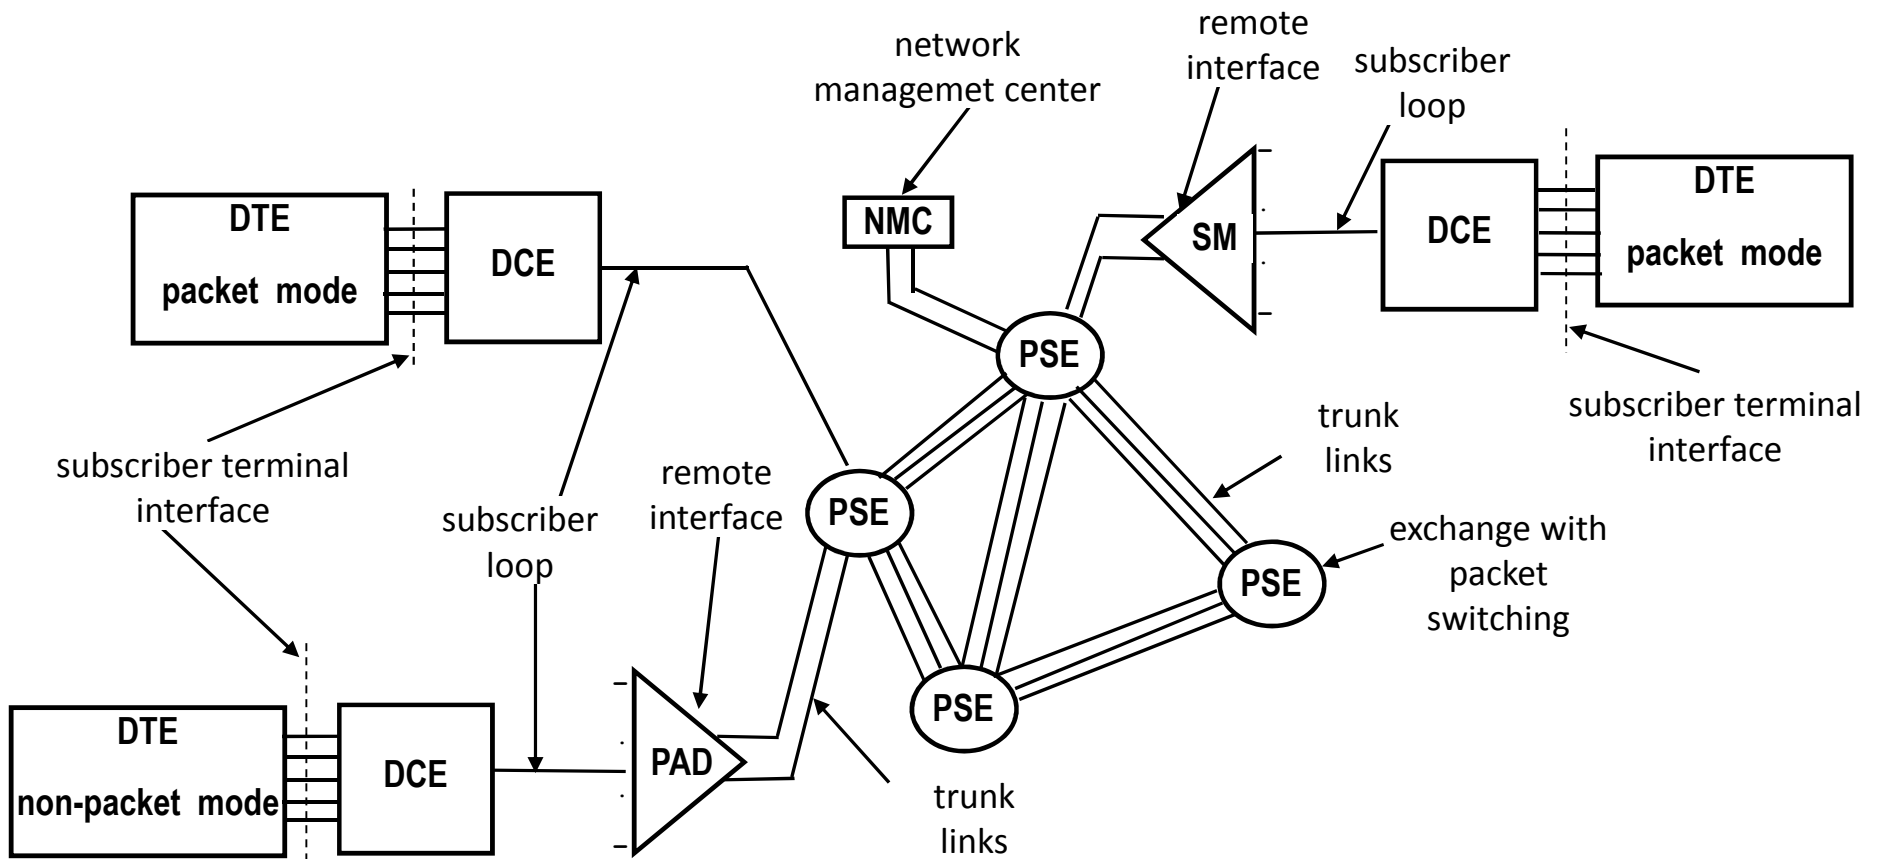 remote
interface
network
managemet center
subscriber
loop
DTE
packet mode
DCE
NMC
SM
DCE
DTE
packet mode
PSE
subscriber terminal
interface
trunk
links
subscriber terminal
interface
remote
interface
subscriber
loop
PSE
exchange with
packet
switching
PSE
PSE
DTE
non-packet mode
DCE
PAD
trunk
links